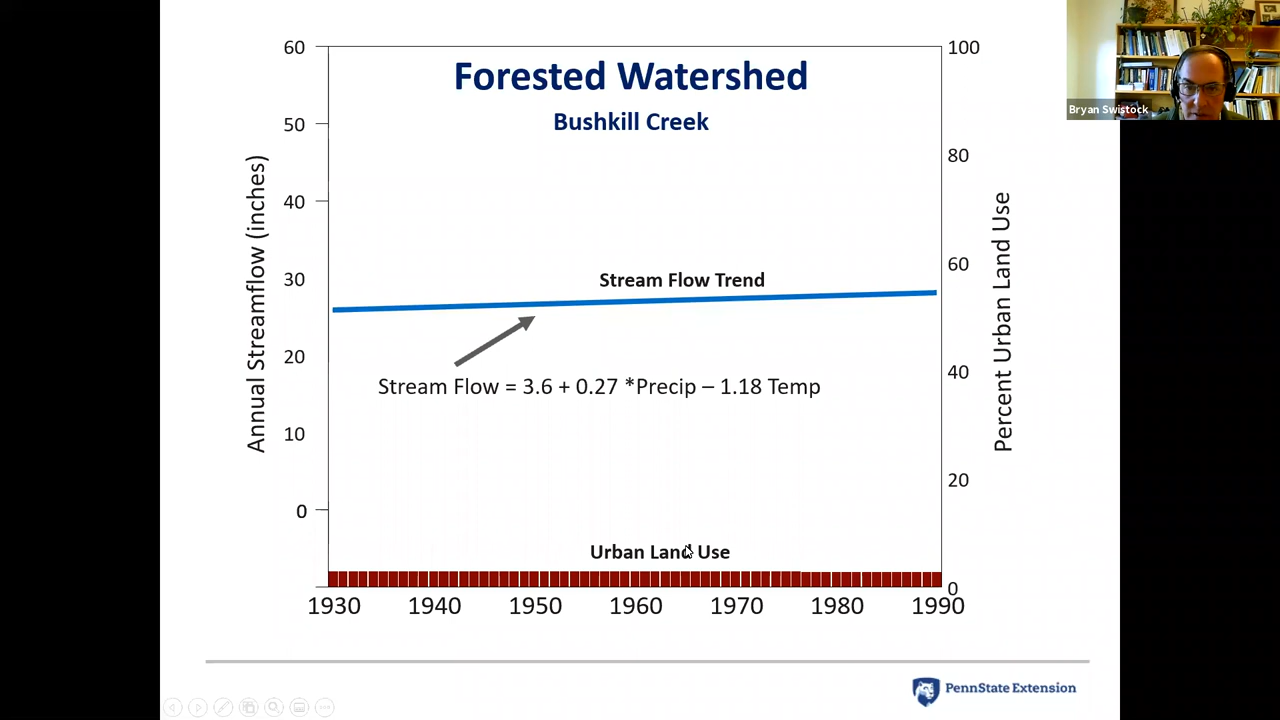 Forested Watershed
Bushkill Creek
Bryan Swistock
Annual Streamflow (inches)
60
50
40
30
20
10
0
Percent Urban Land Use
100
80
60
40
20
0
Stream Flow Trend
Stream Flow = 3.6 + 0.27 *Precip – 1.18 Temp
Urban Land Use
1930 1940 1950 1960 1970 1980 1990
PennState Extension